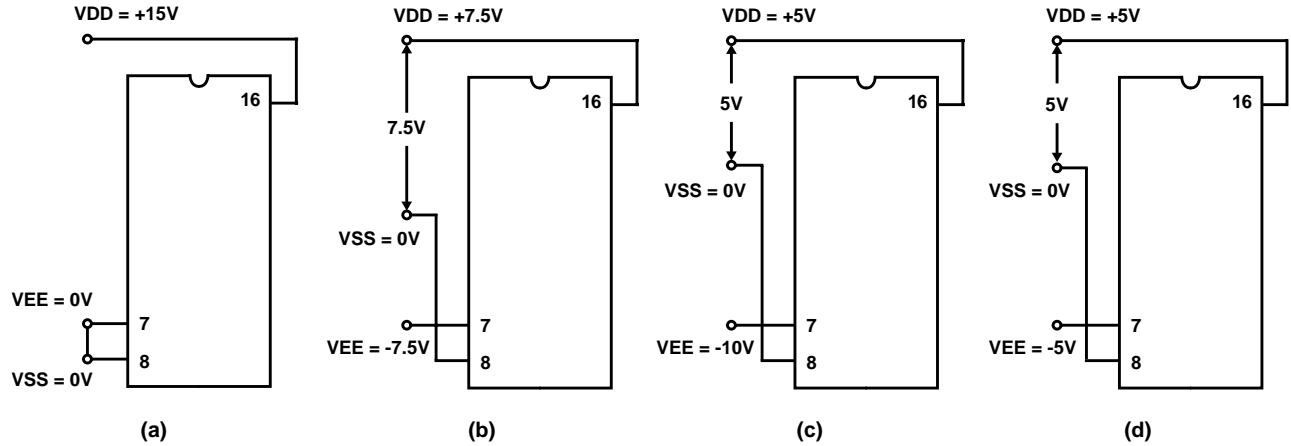 VDD = +15V
16
VEE = 0V
7
8
VSS = 0V
(a)
VDD = +7.5V
16
7.5V
VSS = 0V
7
VEE = -7.5V
8
(b)
VDD = +5V
16
5V
VSS = 0V
7
VEE = -10V
8
(c)
VDD = +5V
16
5V
VSS = 0V
7
VEE = -5V
8
(d)